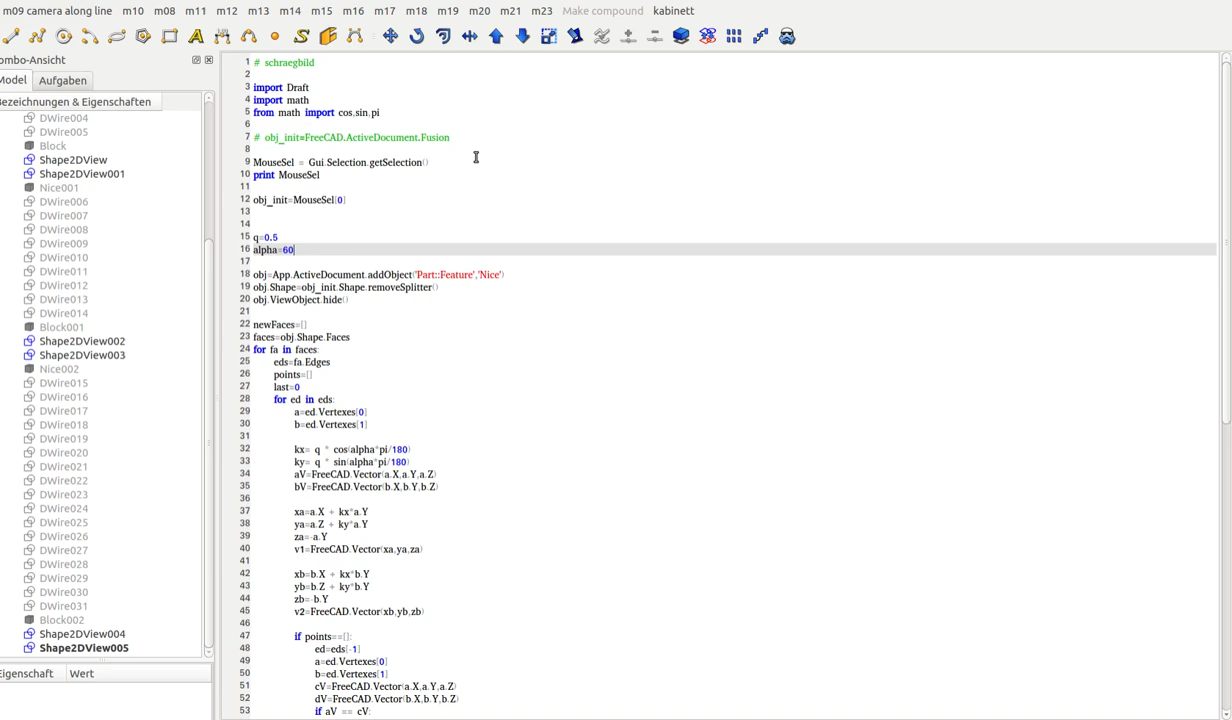 m09 camera along line m10 m08 m11 m12 m13 m14 m15 m16 m17 m18 m19 m20 m21 m23 Make compound kabinett
ombo-Ansicht
Model Aufgaben
Bezeichnungen & Eigenschaften
DWire004
DWire005
Block
Shape2DView
Shape2DView001
Nice001
DWire006
DWire007
DWire008
DWire009
DWire010
DWire011
DWire012
DWire013
DWire014
Block001
Shape2DView002
Shape2DView003
Nice002
DWire015
DWire016
DWire017
DWire018
DWire019
DWire020
DWire021
DWire022
DWire023
DWire024
DWire025
DWire026
DWire027
DWire028
DWire029
DWire030
DWire031
Block002
Shape2DView004
Shape2DView005
Eigenschaft Wert
1 # schraegbild
2
3 import Draft
4 import math
5 from math import cos,sin,pi
6
7 # obj_init=FreeCAD.ActiveDocument.Fusion
8
9 MouseSel = Gui.Selection.getSelection()
10 print MouseSel
11
12 obj_init=MouseSel[0]
13
14
15 q=0.5
16 alpha=60
17
18 obj=App.ActiveDocument.addObject('Part::Feature','Nice')
19 obj.Shape=obj_init.Shape.removeSplitter()
20 obj.ViewObject.hide()
21
22 newFaces=[]
23 faces=obj.Shape.Faces
24 for fa in faces:
25 eds=fa.Edges
26 points=[]
27 last=0
28 for ed in eds:
29 a=ed.Vertexes[0]
30 b=ed.Vertexes[1]
31
32 kx= q * cos(alpha*pi/180)
33 ky= q * sin(alpha*pi/180)
34 aV=FreeCAD.Vector(a.X,a.Y,a.Z)
35 bV=FreeCAD.Vector(b.X,b.Y,b.Z)
36
37 xa=a.X + kx*a.Y
38 ya=a.Z + ky*a.Y
39 za=-a.Y
40 v1=FreeCAD.Vector(xa,ya,za)
41
42 xb=b.X + kx*b.Y
43 yb=b.Z + ky*b.Y
44 zb=-b.Y
45 v2=FreeCAD.Vector(xb,yb,zb)
46
47 if points==[]:
48 ed=eds[-1]
49 a=ed.Vertexes[0]
50 b=ed.Vertexes[1]
51 cV=FreeCAD.Vector(a.X,a.Y,a.Z)
52 dV=FreeCAD.Vector(b.X,b.Y,b.Z)
53 if aV == cV: